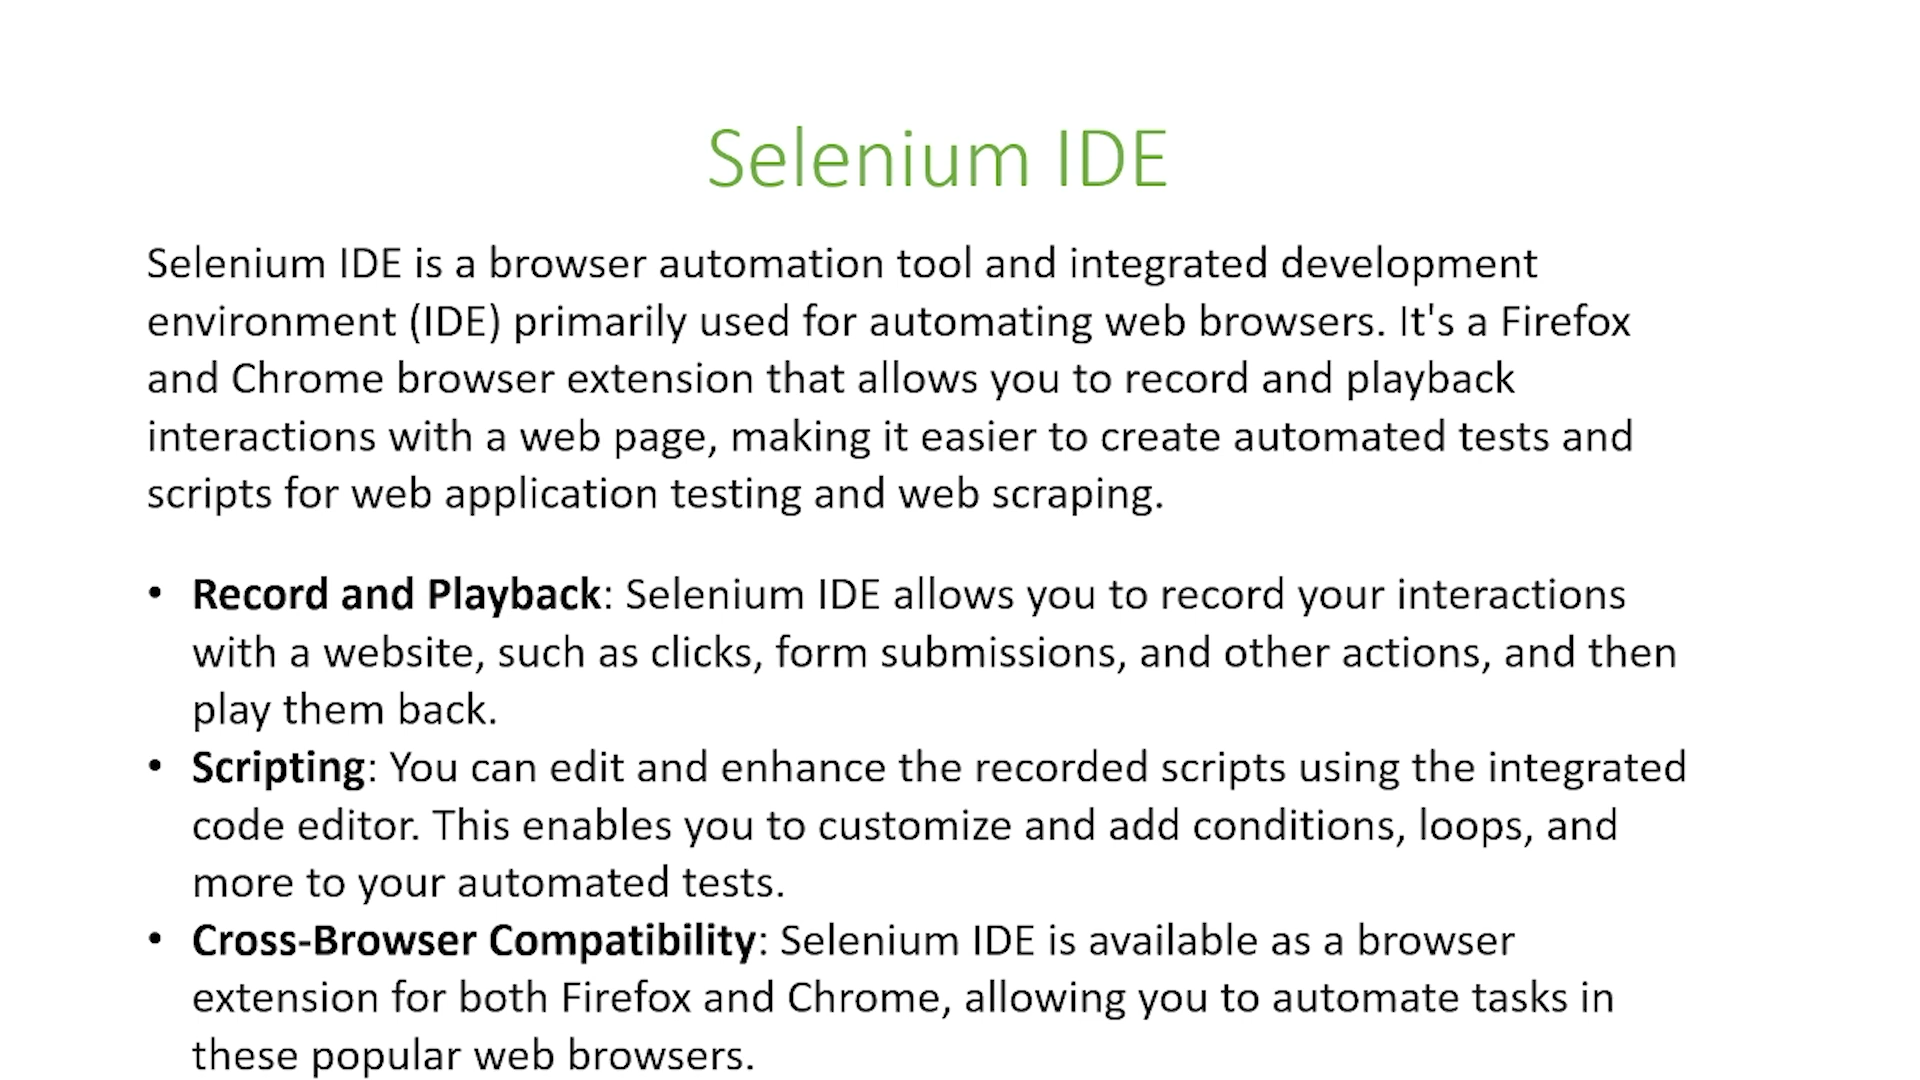 Selenium IDE
Selenium IDE is a browser automation tool and integrated development
environment (IDE) primarily used for automating web browsers. It's a Firefox
and Chrome browser extension that allows you to record and playback
interactions with a web page, making it easier to create automated tests and
scripts for web application testing and web scraping.
• Record and Playback: Selenium IDE allows you to record your interactions
with a website, such as clicks, form submissions, and other actions, and then
play them back.
• Scripting: You can edit and enhance the recorded scripts using the integrated
code editor. This enables you to customize and add conditions, loops, and
more to your automated tests.
• Cross-Browser Compatibility: Selenium IDE is available as a browser
extension for both Firefox and Chrome, allowing you to automate tasks in
these popular web browsers.